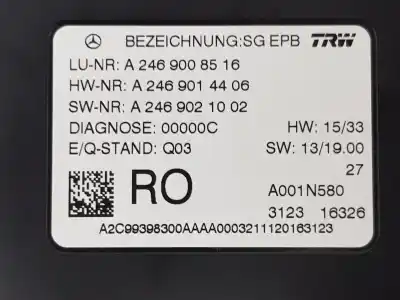 BEZEICHNUNG:SG EPB TRW
LU-NR: A 246 900 85 16
HW-NR: A 246 901 44 06
SW-NR: A 246 902 10 02
DIAGNOSE: 00000C HW: 15/33
E/Q-STAND: Q03 SW: 13/19.00
27
RO A001N580
3123 16326
A2C99398300AAAA0003211120163123